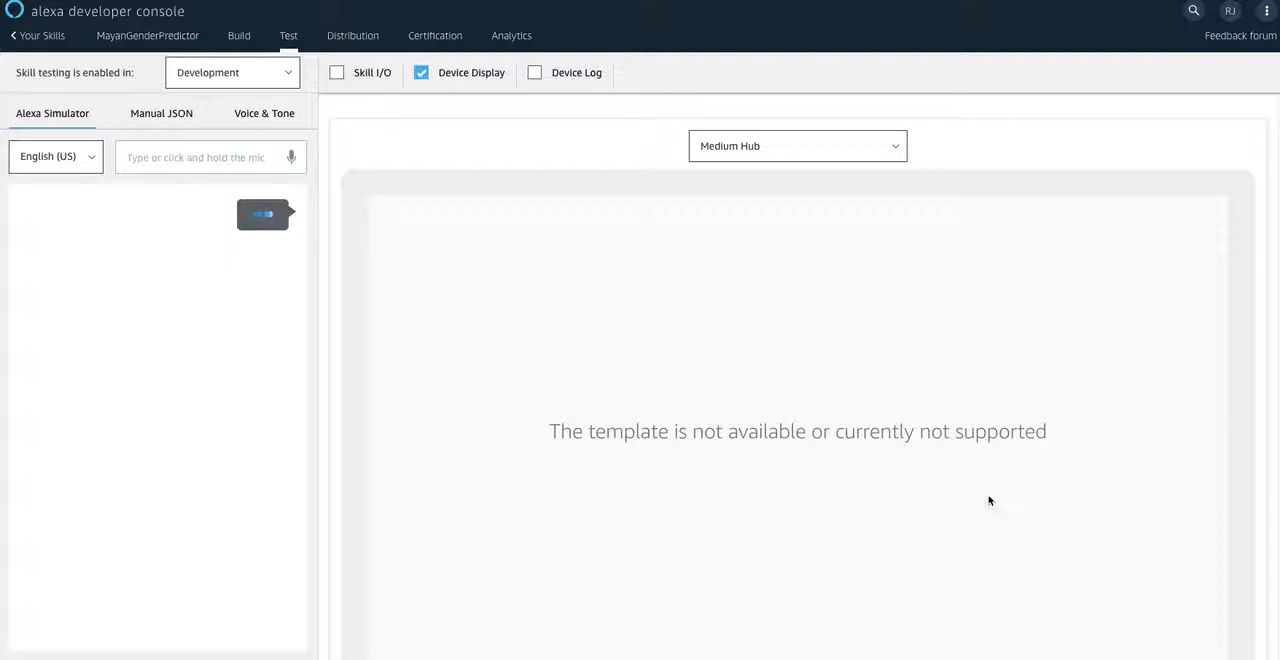 alexa developer console
RJ
Your Skills MayanGenderPredictor Build Test Distribution Certification Analytics Feedback forum
Skill testing is enabled in: Development Skill I/O Device Display Device Log
Alexa Simulator Manual JSON Voice & Tone
English (US) Type or click and hold the mic
Medium Hub
The template is not available or currently not supported